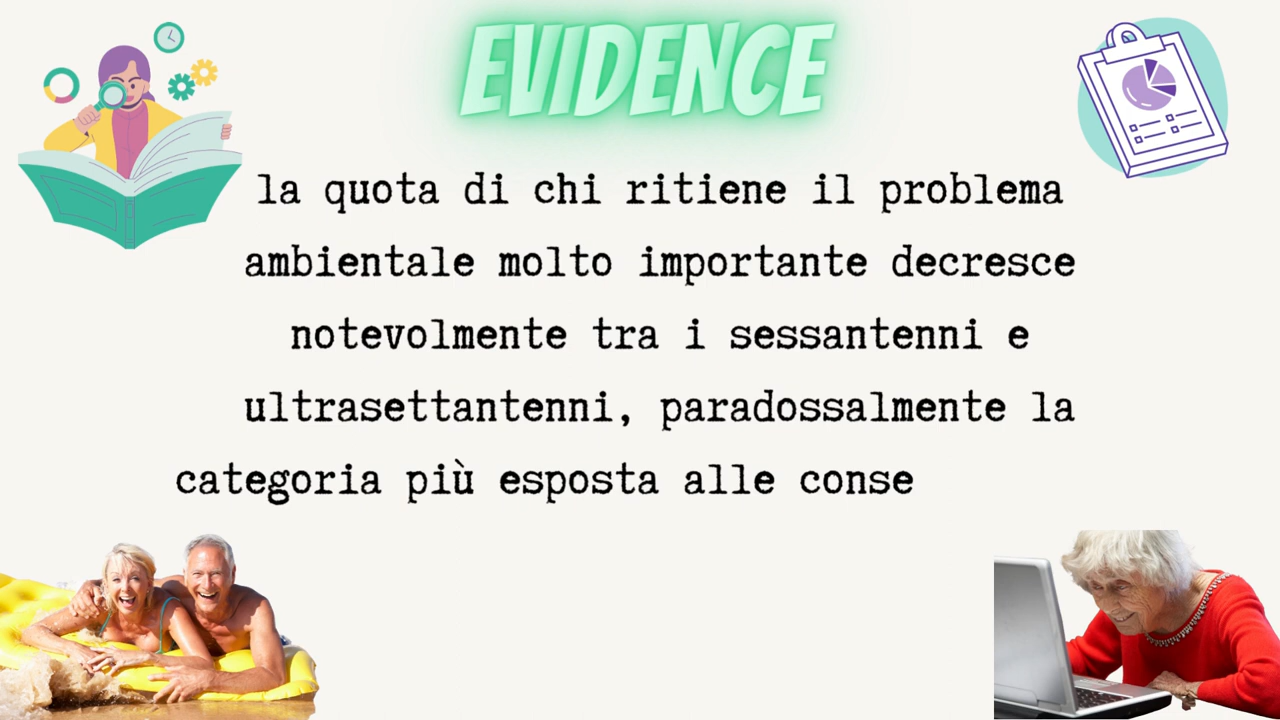 EVIDENCE
la quota di chi ritiene il problema
ambientale molto importante decresce
notevolmente tra i sessantenni e
ultrasettantenni, paradossalmente la
categoria più esposta alle conse